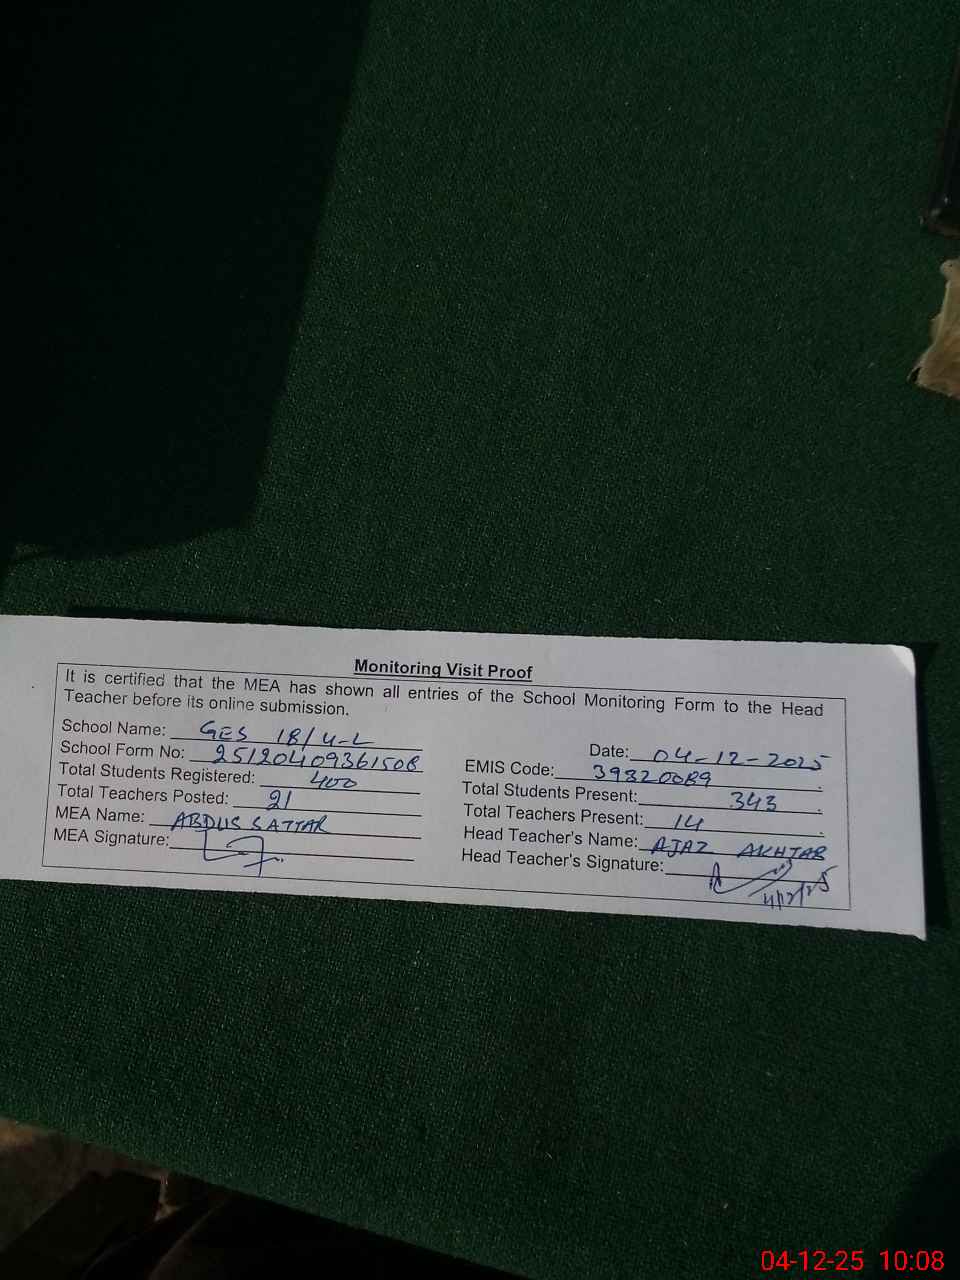 Monitoring Visit Proof
It is certified that the MEA has shown all entries of the School Monitoring Form to the Head
Teacher before its online submission.
School Name: GES 18/4-L
Date: 04-12-2025
School Form No: 25120409361508
EMIS Code: 39320089
Total Students Registered: 400
Total Students Present: 343
Total Teachers Posted: 21
Total Teachers Present: 14
MEA Name: ABDUS SATTAR
Head Teacher's Name: AJAZ AKHTAR
MEA Signature:
Head Teacher's Signature:
4/12/25
04-12-25 10:08